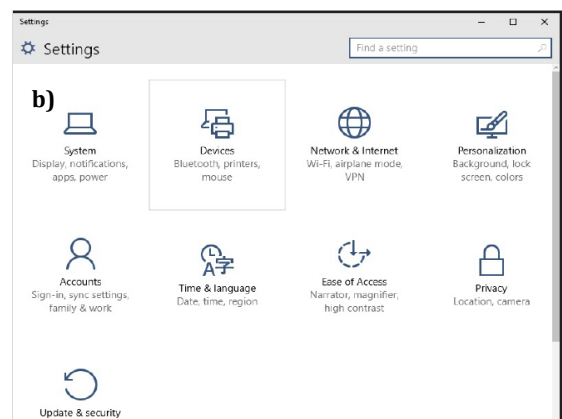 Settings
Settings
Find a setting
b)
System
Display, notifications,
apps, power
Devices
Bluetooth, printers,
mouse
Network & Internet
Wi-Fi, airplane mode,
VPN
Personalization
Background, lock
screen, colors
Accounts
Sign-in, sync settings,
family & work
Time & language
Date, time, region
Ease of Access
Narrator, magnifier,
high contrast
Privacy
Location, camera
Update & security